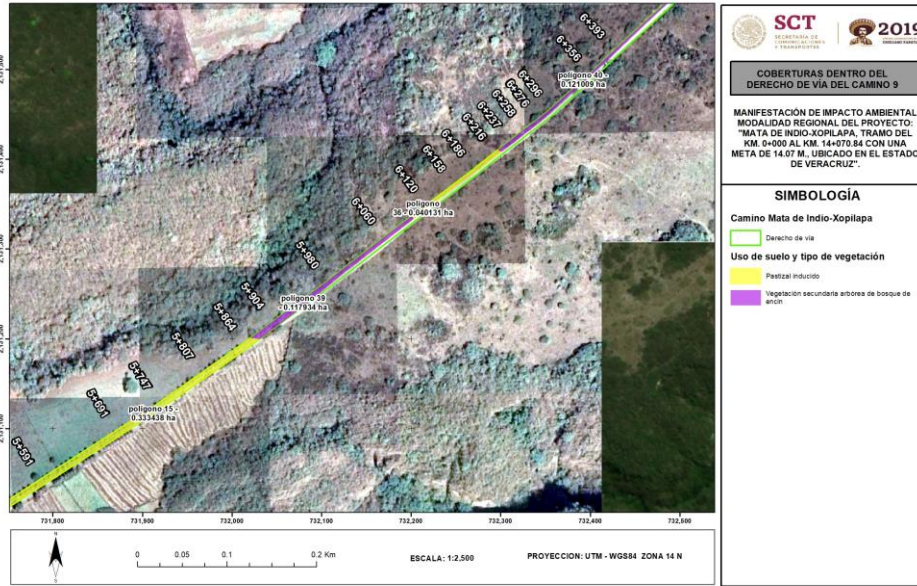 SCT
SECRETARÍA DE
COMUNICACIONES
Y TRANSPORTES
2019
COBERTURAS DENTRO DEL
DERECHO DE VÍA DEL CAMINO 9
MANIFESTACIÓN DE IMPACTO AMBIENTAL
MODALIDAD REGIONAL DEL PROYECTO:
"MATA DE INDIO-XOPILAPA, TRAMO DEL
KM. 0+000 AL KM. 14+070.84 CON UNA
META DE 14.07 M., UBICADO EN EL ESTADO
DE VERACRUZ".
SIMBOLOGÍA
Camino Mata de Indio-Xopilapa
Derecho de vía
Uso de suelo y tipo de vegetación
Pastizal inducido
Vegetación secundaria arbórea de bosque de
encin
6+393
6+356
polígono 40 -
0.121009 ha
6+296
6+276
6+258
6+237
6+216
6+186
6+158
6+120
polígono
36 - 0.040131 ha
6+060
5+980
polígono 39
- 0.117934 ha
5+904
5+864
5+807
5+747
5+691
polígono 15 -
0.333438 ha
5+591
731,800
731,900
732,000
732,100
732,200
732,300
732,400
732,500
N
S
0
0.05
0.1
0.2 Km
ESCALA: 1:2,500
PROYECCION: UTM - WGS84 ZONA 14 N